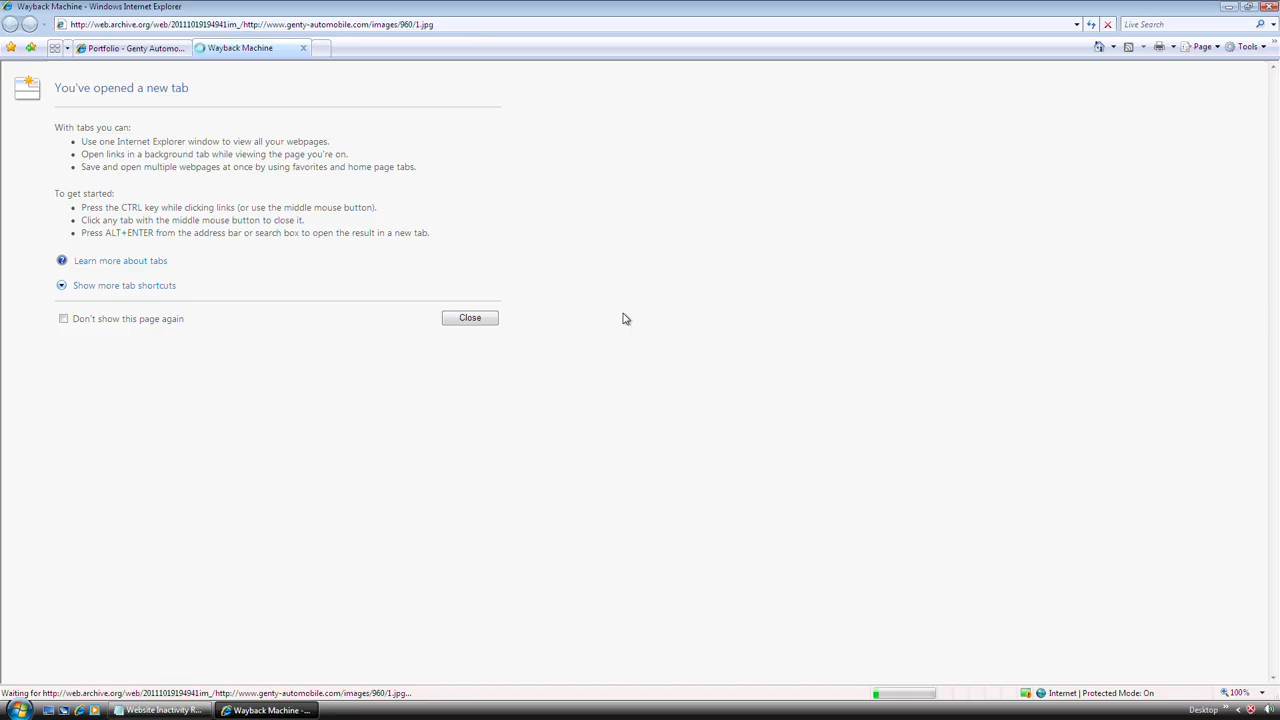 Wayback Machine - Windows Internet Explorer
http://web.archive.org/web/20111019194941im_/http://www.genty-automobile.com/images/960/1.jpg
Live Search
Portfolio - Genty Automo...
Wayback Machine
Page
Tools
You've opened a new tab
With tabs you can:
Use one Internet Explorer window to view all your webpages.
Open links in a background tab while viewing the page you're on.
Save and open multiple webpages at once by using favorites and home page tabs.
To get started:
Press the CTRL key while clicking links (or use the middle mouse button).
Click any tab with the middle mouse button to close it.
Press ALT+ENTER from the address bar or search box to open the result in a new tab.
Learn more about tabs
Show more tab shortcuts
Don't show this page again
Close
Waiting for http://web.archive.org/web/20111019194941im_/http://www.genty-automobile.com/images/960/1.jpg...
Internet | Protected Mode: On
100%
Website Inactivity R...
Wayback Machine -...
Desktop